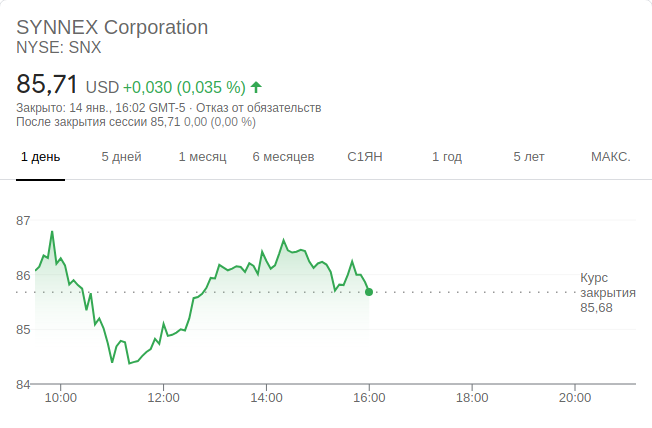 SYNNEX Corporation
NYSE: SNX
85,71 USD +0,030 (0,035 %)
Закрыто: 14 янв., 16:02 GMT-5 · Отказ от обязательств
После закрытия сессии 85,71 0,00 (0,00 %)
1 день 5 дней 1 месяц 6 месяцев С1ЯН 1 год 5 лет МАКС.
87
86
Курс
закрытия
85,68
85
84
10:00 12:00 14:00 16:00 18:00 20:00